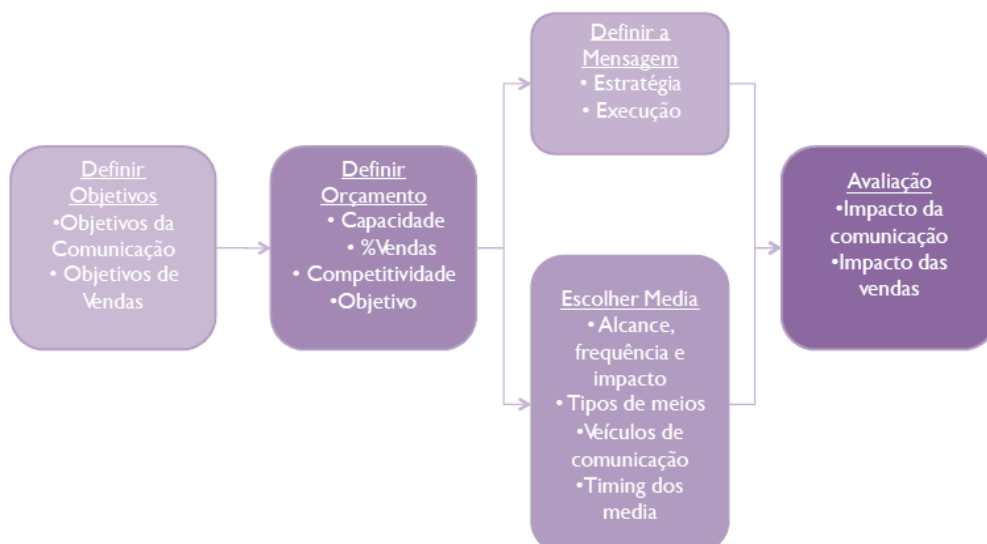 Definir
Objetivos
•Objetivos da
Comunicação
• Objetivos de
Vendas
Definir
Orçamento
• Capacidade
• %Vendas
• Competitividade
•Objetivo
Definir a
Mensagem
• Estratégia
• Execução
Escolher Media
• Alcance,
frequência e
impacto
• Tipos de meios
•Veículos de
comunicação
•Timing dos
media
Avaliação
•Impacto da
comunicação
•Impacto das
vendas